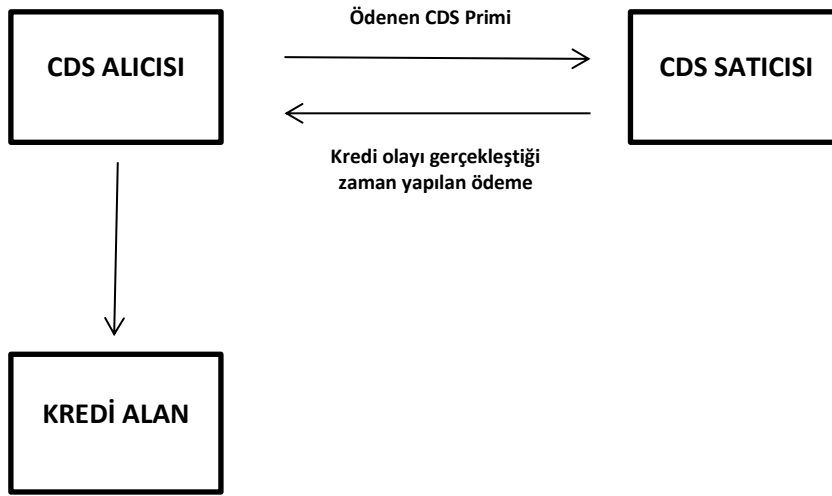 Ödenen CDS Primi
CDS ALICISI
CDS SATICISI
Kredi olayı gerçekleştiği
zaman yapılan ödeme
KREDİ ALAN